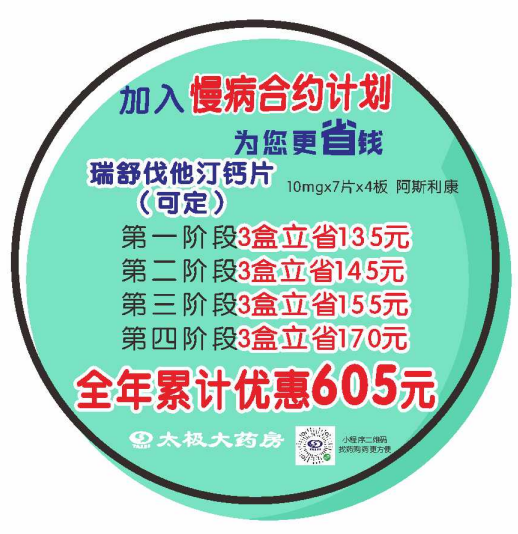 加入慢病合约计划
为您更省钱
瑞舒伐他汀钙片
（可定）
10mgx7片x4板 阿斯利康
第一阶段3盒立省135元
第二阶段3盒立省145元
第三阶段3盒立省155元
第四阶段3盒立省170元
全年累计优惠605元
太极大药房
小程序二维码
找药购药更方便